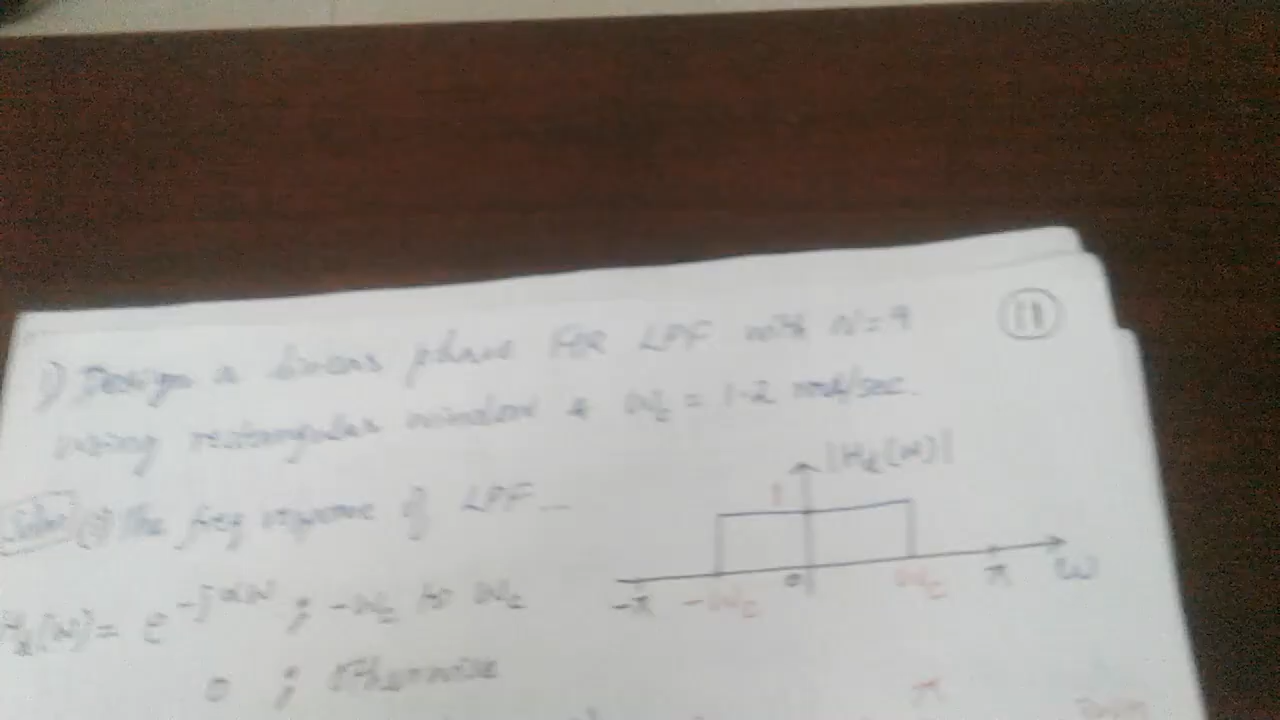 11
1) Design a linear phase FIR LPF with N=9
using rectangular window & ωc = 1.2 rad/sec.
Soln (i) The freq response of LPF...
|Hd(ω)|
1
-π -ωc 0 ωc π ω
Hd(ω) = e^-jαω ; -ωc to ωc
0 ; otherwise
π